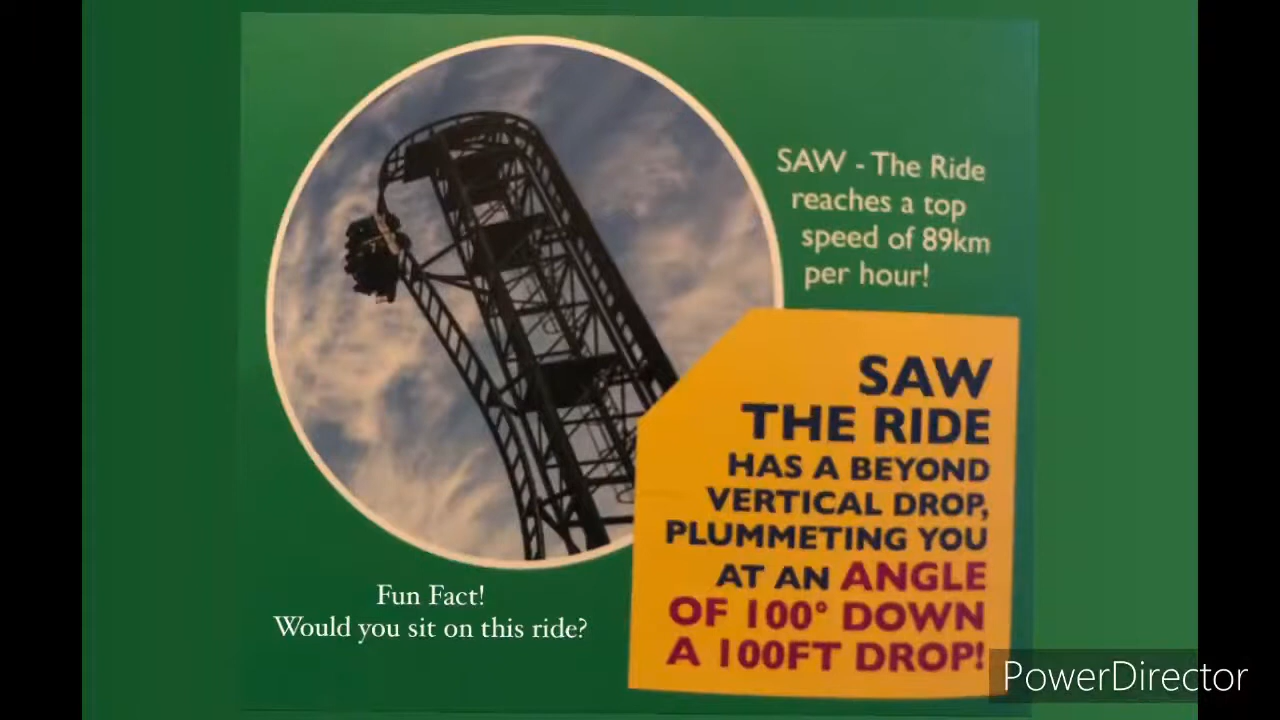 SAW - The Ride
reaches a top
speed of 89km
per hour!
SAW
THE RIDE
HAS A BEYOND
VERTICAL DROP,
PLUMMETING YOU
AT AN ANGLE
OF 100° DOWN
A 100FT DROP!
Fun Fact!
Would you sit on this ride?
PowerDirector